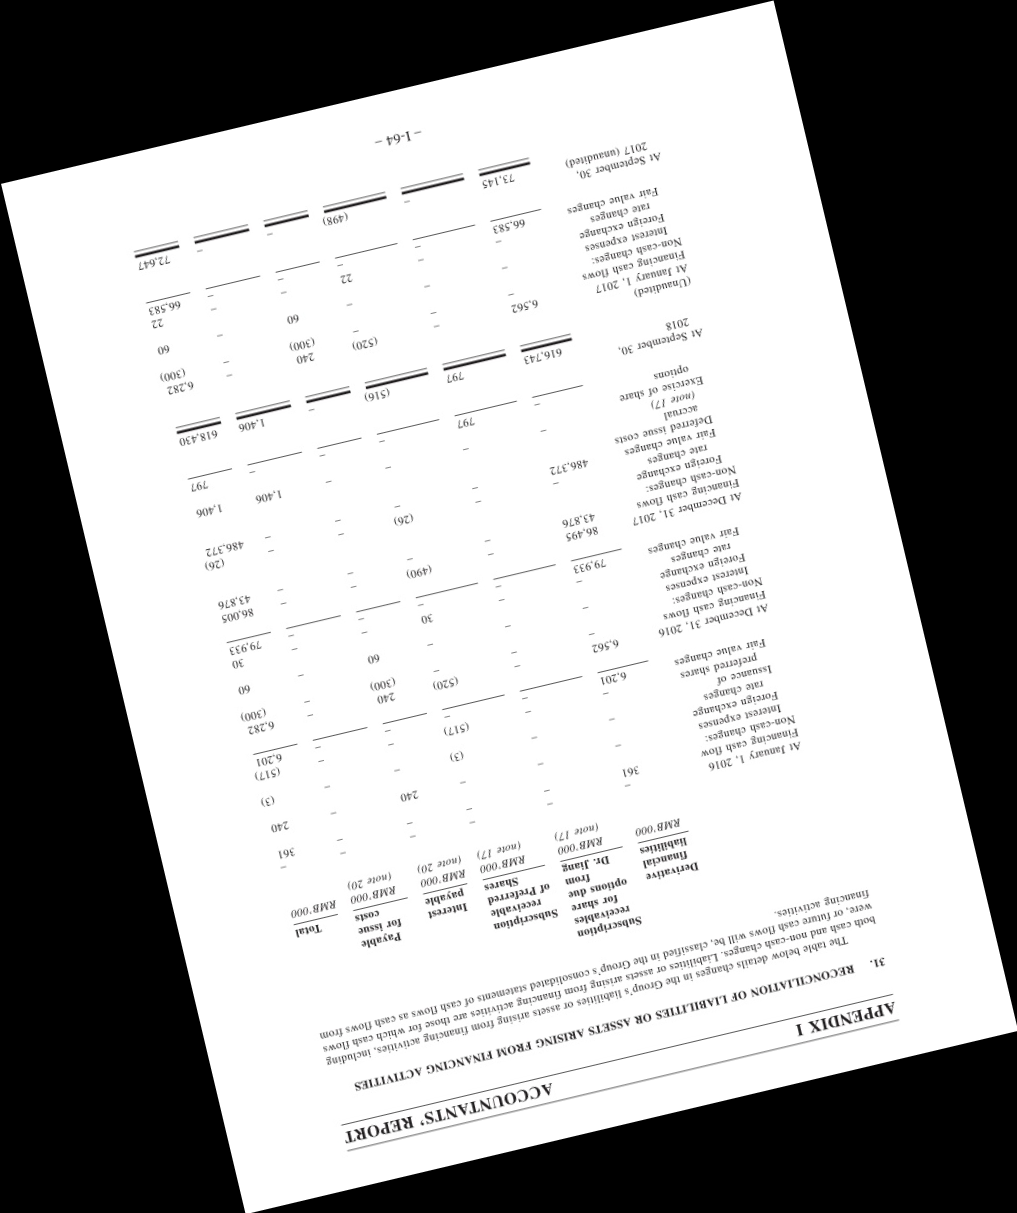 APPENDIX I ACCOUNTANTS' REPORT
31. RECONCILIATION OF LIABILITIES OR ASSETS ARISING FROM FINANCING ACTIVITIES
The table below details changes in the Group's liabilities or assets arising from financing activities, including
both cash and non-cash changes. Liabilities or assets arising from financing activities are those for which cash flows
were, or future cash flows will be, classified in the Group's consolidated statements of cash flows as cash flows from
financing activities.
Subscription
receivables
for share
Derivative options due Subscription Payable
financial from receivable of Preferred Interest for issue
liabilities Dr. Jiang Shares payable costs Total
RMB'000 RMB'000 RMB'000 RMB'000 RMB'000 RMB'000
(note 17) (note 17) (note 20) (note 20)
At January 1, 2016 – – – – – –
Financing cash flow 361 – – – – 361
Non-cash changes:
Interest expenses – – – 240 – 240
Foreign exchange
rate changes – – (3) – – (3)
Issuance of
preferred shares – – (517) – – (517)
Fair value changes 6,201 – – – – 6,201
At December 31, 2016 6,562 – (520) 240 – 6,282
Financing cash flows – – – (300) – (300)
Non-cash changes:
Interest expenses – – – 60 – 60
Foreign exchange
rate changes – – 30 – – 30
Fair value changes 79,933 – – – – 79,933
At December 31, 2017 86,495 – (490) – – 86,005
Financing cash flows 43,876 – – – – 43,876
Non-cash changes:
Foreign exchange
rate changes – – (26) – – (26)
Fair value changes 486,372 – – – – 486,372
Deferred issue costs
accrual
(note 17) – – – – 1,406 1,406
Exercise of share
options – 797 – – – 797
At September 30,
2018 616,743 797 (516) – 1,406 618,430
(Unaudited)
At January 1, 2017 6,562 – (520) 240 – 6,282
Financing cash flows – – – (300) – (300)
Non-cash changes:
Interest expenses – – – 60 – 60
Foreign exchange
rate changes – – 22 – – 22
Fair value changes 66,583 – – – – 66,583
At September 30,
2017 (unaudited) 73,145 – (498) – – 72,647
– I-64 –